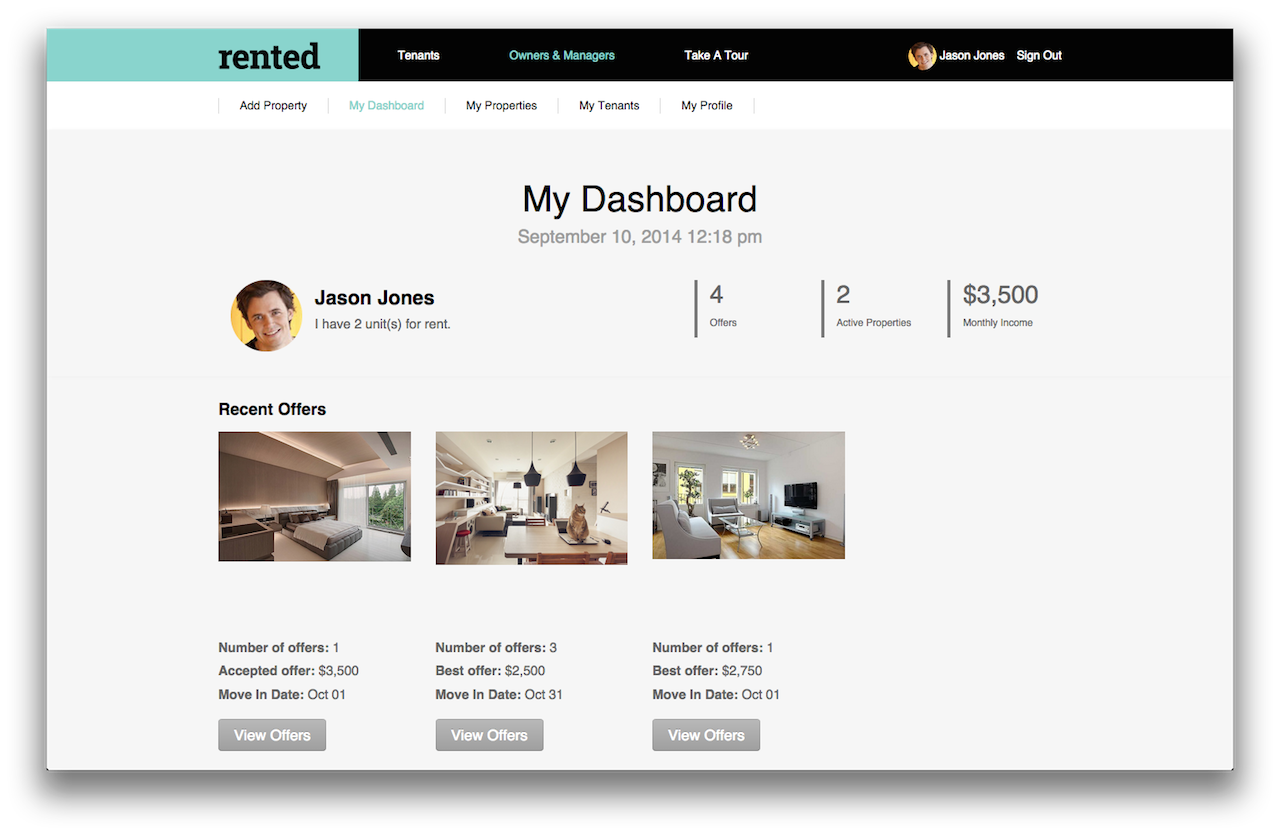 rented
Tenants
Owners & Managers
Take A Tour
Jason Jones
Sign Out
Add Property
My Dashboard
My Properties
My Tenants
My Profile
My Dashboard
September 10, 2014 12:18 pm
Jason Jones
I have 2 unit(s) for rent.
4
Offers
2
Active Properties
$3,500
Monthly Income
Recent Offers
Number of offers: 1
Accepted offer: $3,500
Move In Date: Oct 01
View Offers
Number of offers: 3
Best offer: $2,500
Move In Date: Oct 31
View Offers
Number of offers: 1
Best offer: $2,750
Move In Date: Oct 01
View Offers